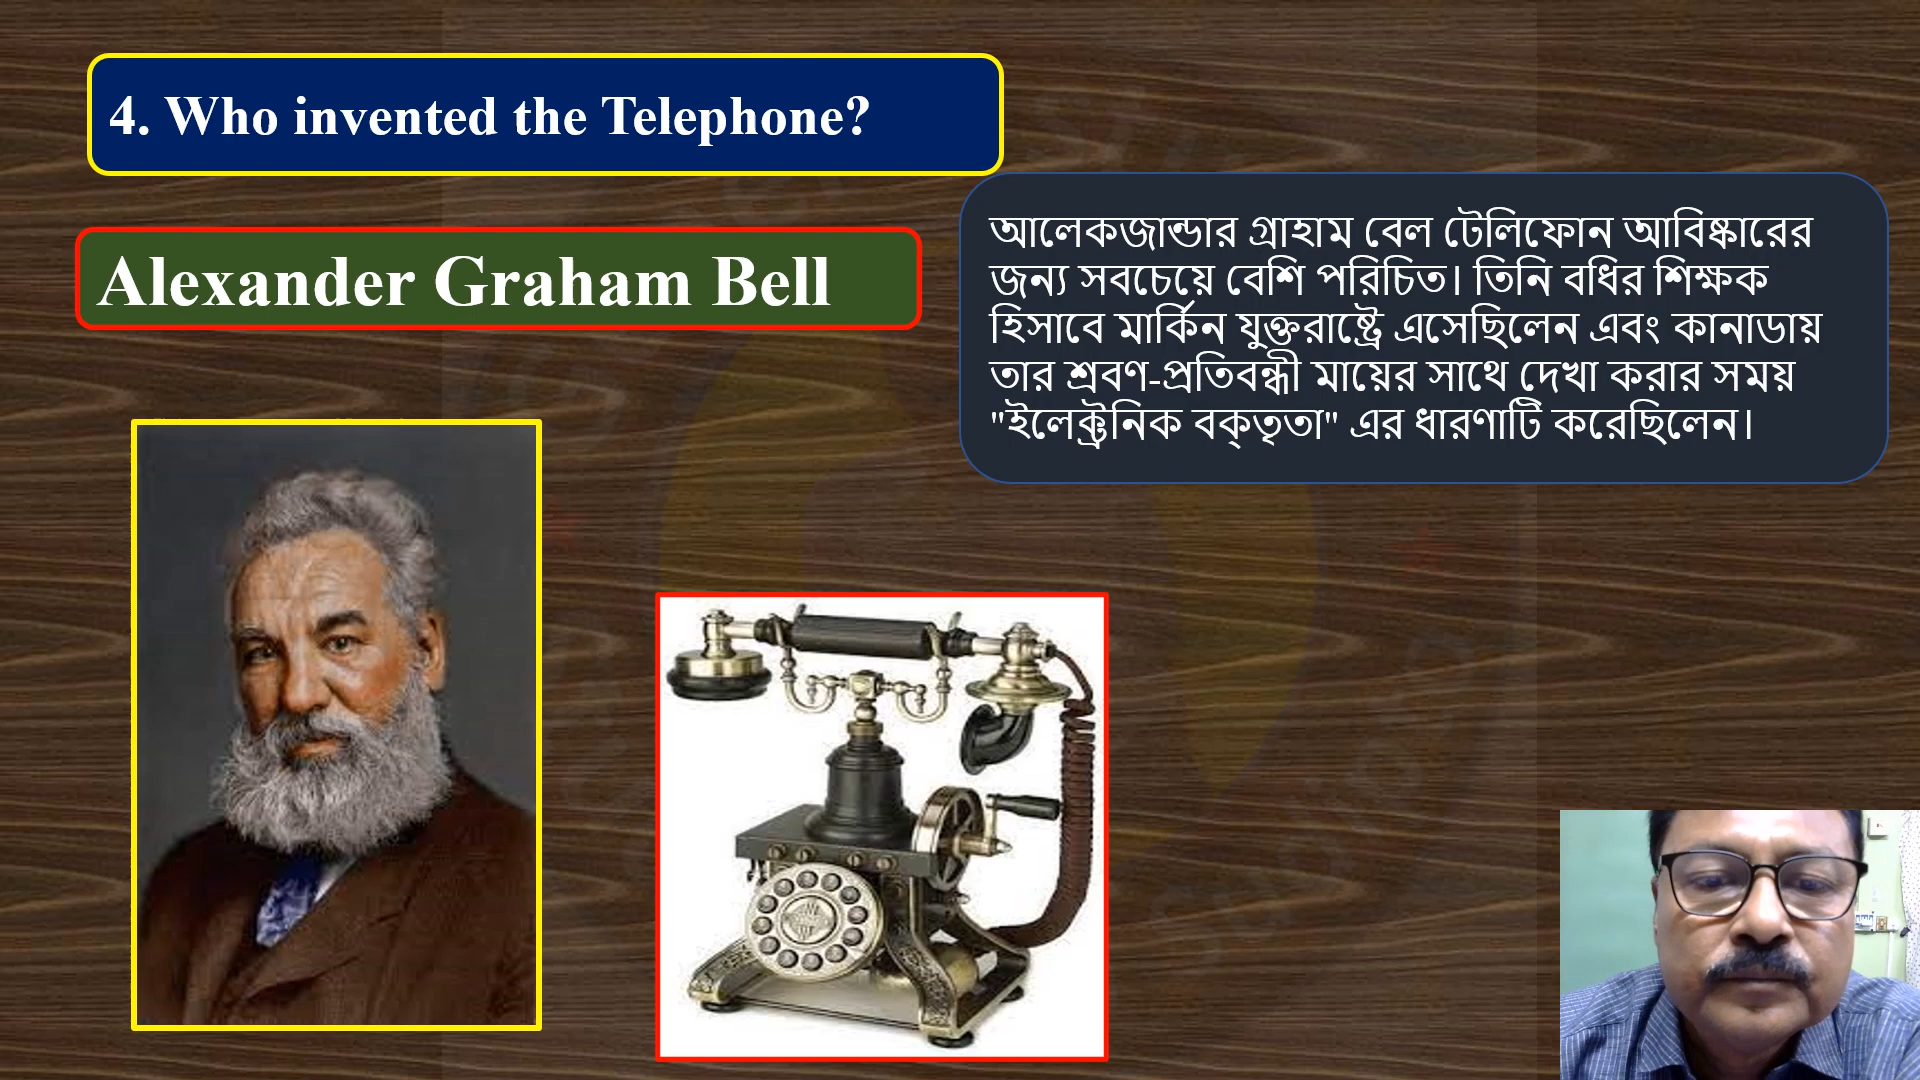 4. Who invented the Telephone?
Alexander Graham Bell
আলেকজান্ডার গ্রাহাম বেল টেলিফোন আবিষ্কারের
জন্য সবচেয়ে বেশি পরিচিত। তিনি বধির শিক্ষক
হিসাবে মার্কিন যুক্তরাষ্ট্রে এসেছিলেন এবং কানাডায়
তার শ্রবণ-প্রতিবন্ধী মায়ের সাথে দেখা করার সময়
"ইলেক্ট্রনিক বক্তৃতা" এর ধারণাটি করেছিলেন।